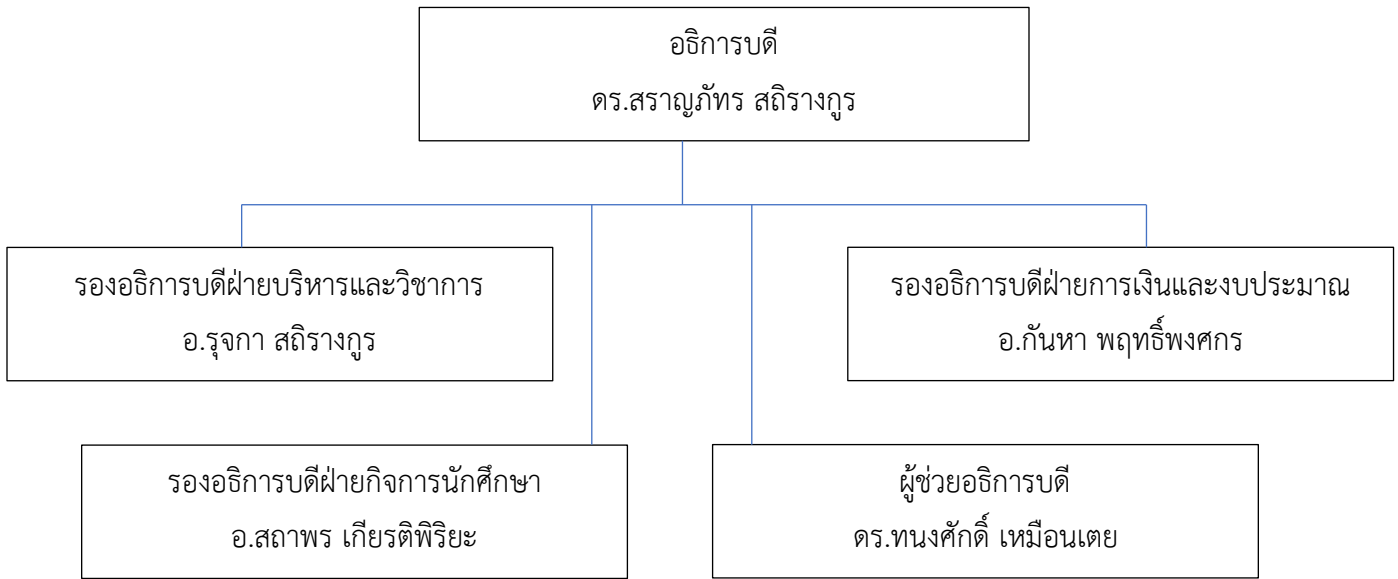 อธิการบดี
ดร.สราญภัทร สถิรางกูร
รองอธิการบดีฝ่ายบริหารและวิชาการ
อ.รุจกา สถิรางกูร
รองอธิการบดีฝ่ายการเงินและงบประมาณ
อ.กันหา พฤทธิ์พงศกร
รองอธิการบดีฝ่ายกิจการนักศึกษา
อ.สถาพร เกียรติพิริยะ
ผู้ช่วยอธิการบดี
ดร.ทนงศักดิ์ เหมือนเตย